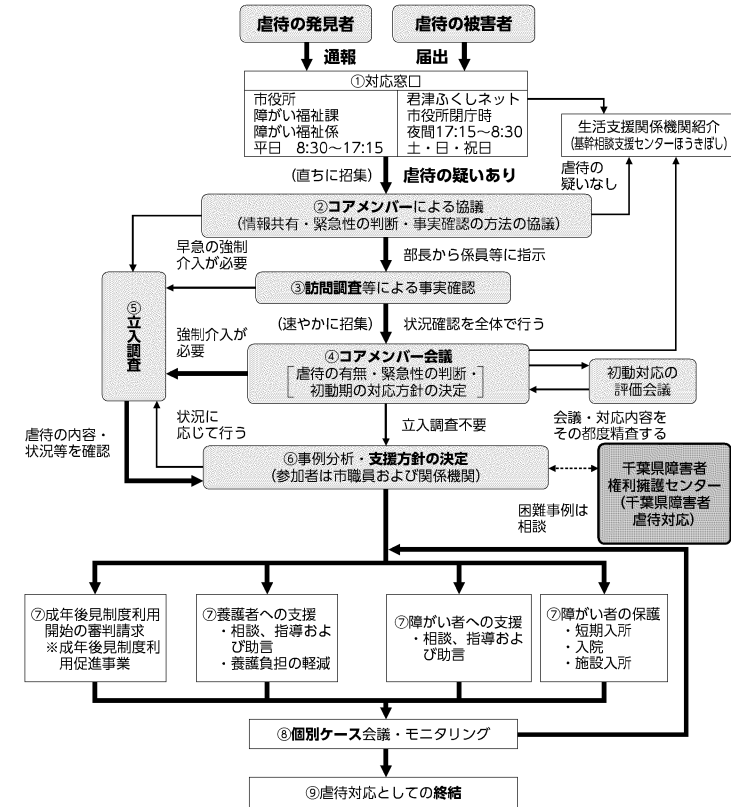 虐待の発見者
虐待の被害者
通報
届出
①対応窓口
市役所
障がい福祉課
障がい福祉係
平日 8:30～17:15
君津ふくしネット
市役所閉庁時
夜間17:15～8:30
土・日・祝日
生活支援関係機関紹介
(基幹相談支援センターほうきぼし)
(直ちに招集)
虐待の疑いあり
虐待の
疑いなし
②コアメンバーによる協議
(情報共有・緊急性の判断・事実確認の方法の協議)
早急の強制
介入が必要
部長から係員等に指示
③訪問調査等による事実確認
⑤立入調査
(速やかに招集)
状況確認を全体で行う
強制介入が
必要
④コアメンバー会議
[虐待の有無・緊急性の判断・
初動期の対応方針の決定]
初動対応の
評価会議
状況に
応じて行う
立入調査不要
会議・対応内容を
その都度精査する
虐待の内容・
状況等を確認
⑥事例分析・支援方針の決定
(参加者は市職員および関係機関)
千葉県障害者
権利擁護センター
(千葉県障害者
虐待対応)
困難事例は
相談
⑦成年後見制度利用
開始の審判請求
※成年後見制度利
用促進事業
⑦養護者への支援
・相談、指導およ
び助言
・養護負担の軽減
⑦障がい者への支援
・相談、指導およ
び助言
⑦障がい者の保護
・短期入所
・入院
・施設入所
⑧個別ケース会議・モニタリング
⑨虐待対応としての終結